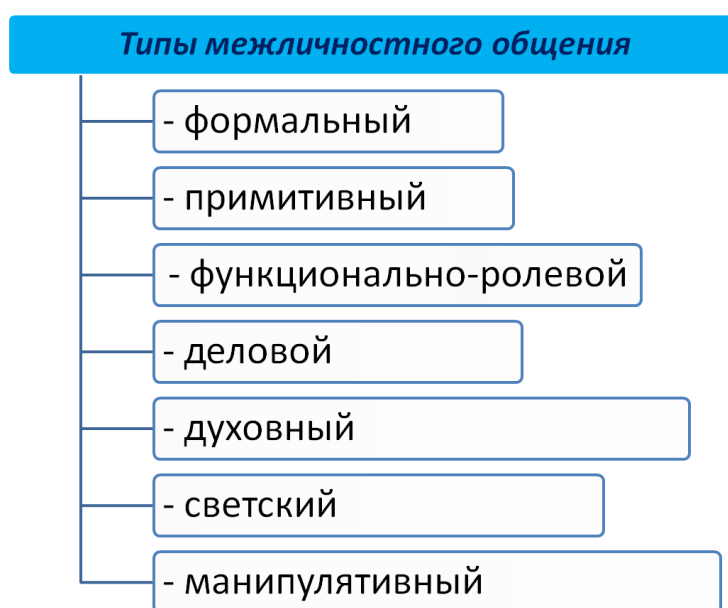 Типы межличностного общения
- формальный
- примитивный
- функционально-ролевой
- деловой
- духовный
- светский
- манипулятивный